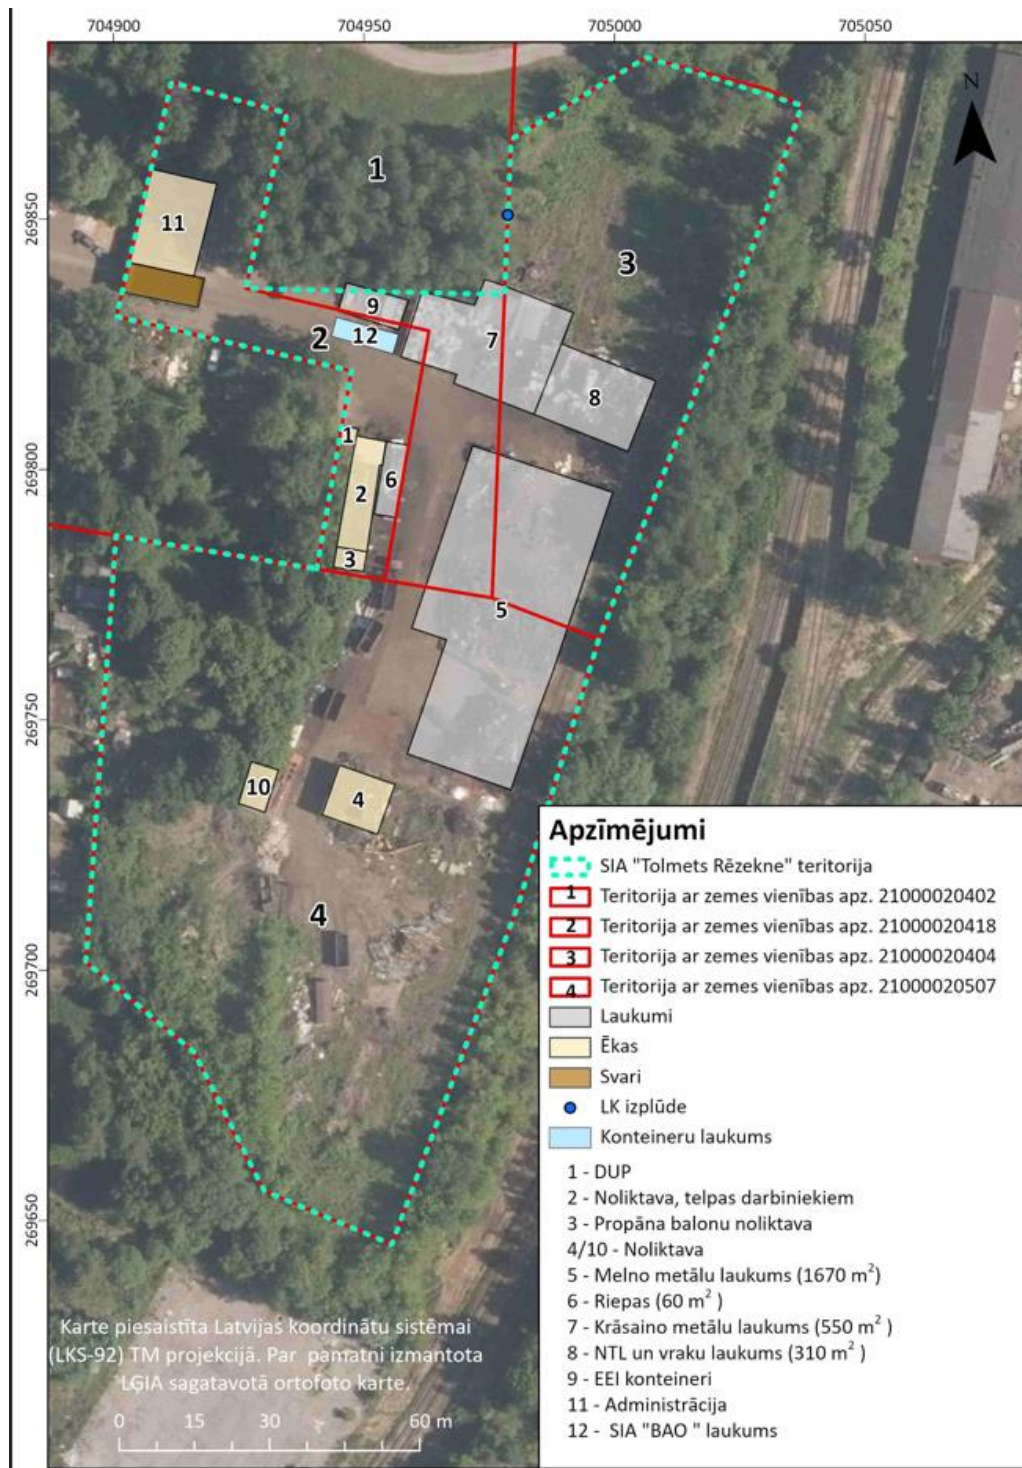 704900 704950 705000 705050
N
269850
269800
269750
269700
269650
1
11
3
9
2
12
7
8
1
2
6
3
5
10
4
4
Apzīmējumi
SIA "Tolmets Rēzekne" teritorija
1 Teritorija ar zemes vienības apz. 21000020402
2 Teritorija ar zemes vienības apz. 21000020418
3 Teritorija ar zemes vienības apz. 21000020404
4 Teritorija ar zemes vienības apz. 21000020507
Laukumi
Ēkas
Svari
LK izplūde
Konteineru laukums
1 - DUP
2 - Noliktava, telpas darbiniekiem
3 - Propāna balonu noliktava
4/10 - Noliktava
5 - Melno metālu laukums (1670 m²)
6 - Riepas (60 m² )
7 - Krāsaino metālu laukums (550 m² )
8 - NTL un vraku laukums (310 m² )
9 - EEI konteineri
11 - Administrācija
12 - SIA "BAO " laukums
Karte piesaistīta Latvijas koordinātu sistēmai
(LKS-92) TM projekcijā. Par pamatni izmantota
LĢIA sagatavotā ortofoto karte.
0 15 30 60 m